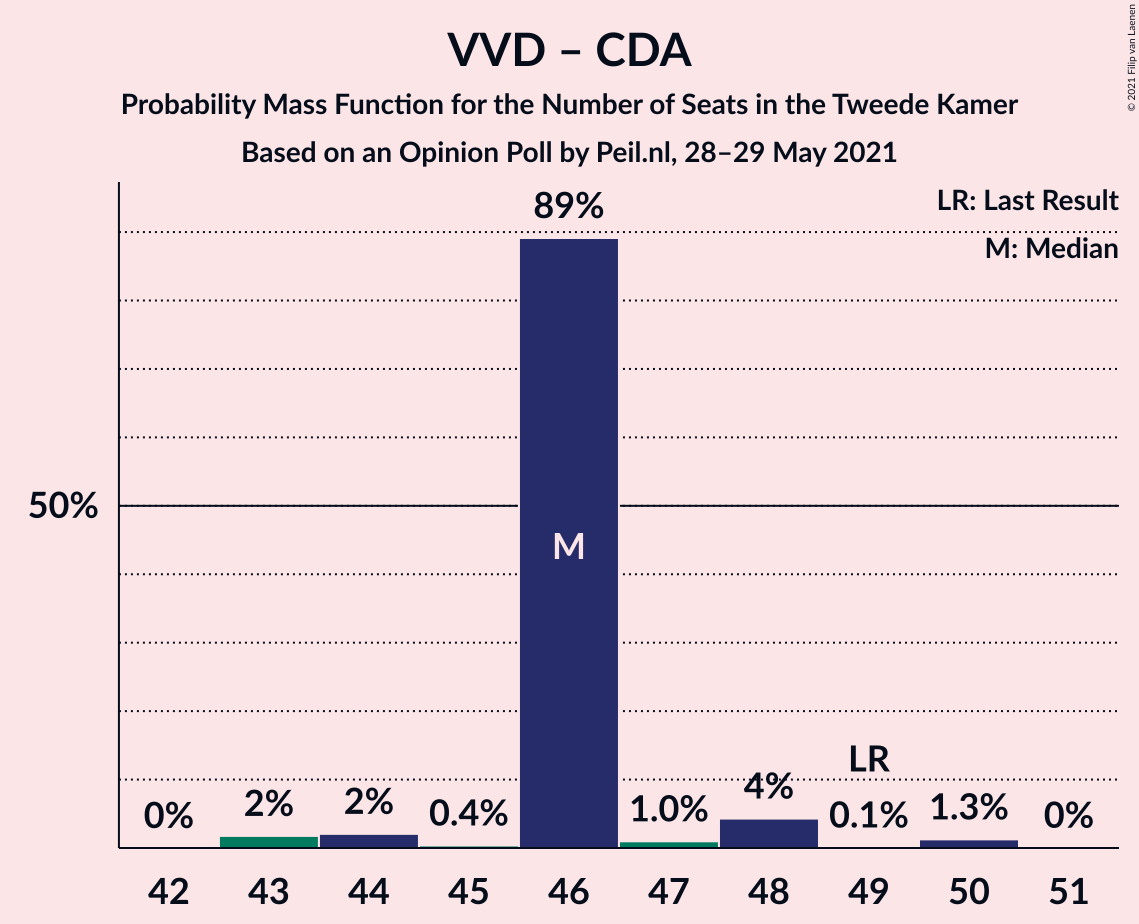 VVD – CDA
Probability Mass Function for the Number of Seats in the Tweede Kamer
Based on an Opinion Poll by Peil.nl, 28–29 May 2021
© 2021 Filip van Laenen
LR: Last Result
M: Median
89%
50%
M
LR
0% 2% 2% 0.4% 1.0% 4% 0.1% 1.3% 0%
42 43 44 45 46 47 48 49 50 51